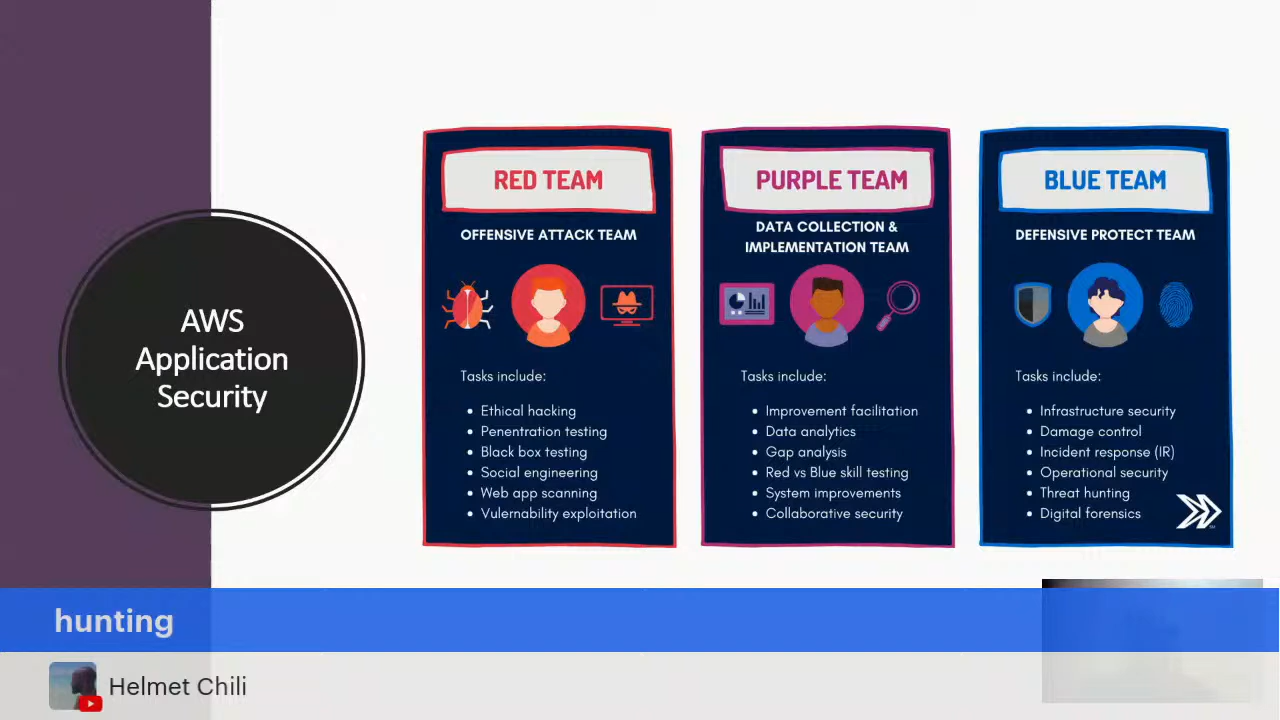 AWS
Application
Security
RED TEAM
OFFENSIVE ATTACK TEAM
Tasks include:
Ethical hacking
Penentration testing
Black box testing
Social engineering
Web app scanning
Vulernability exploitation
PURPLE TEAM
DATA COLLECTION &
IMPLEMENTATION TEAM
Tasks include:
Improvement facilitation
Data analytics
Gap analysis
Red vs Blue skill testing
System improvements
Collaborative security
BLUE TEAM
DEFENSIVE PROTECT TEAM
Tasks include:
Infrastructure security
Damage control
Incident response (IR)
Operational security
Threat hunting
Digital forensics
hunting
Helmet Chili